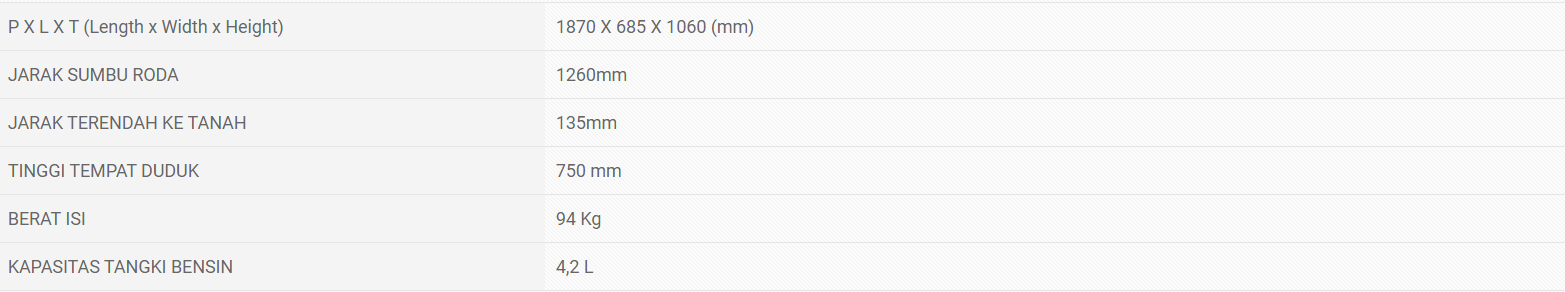 P X L X T (Length x Width x Height) 1870 X 685 X 1060 (mm)
JARAK SUMBU RODA 1260mm
JARAK TERENDAH KE TANAH 135mm
TINGGI TEMPAT DUDUK 750 mm
BERAT ISI 94 Kg
KAPASITAS TANGKI BENSIN 4,2 L